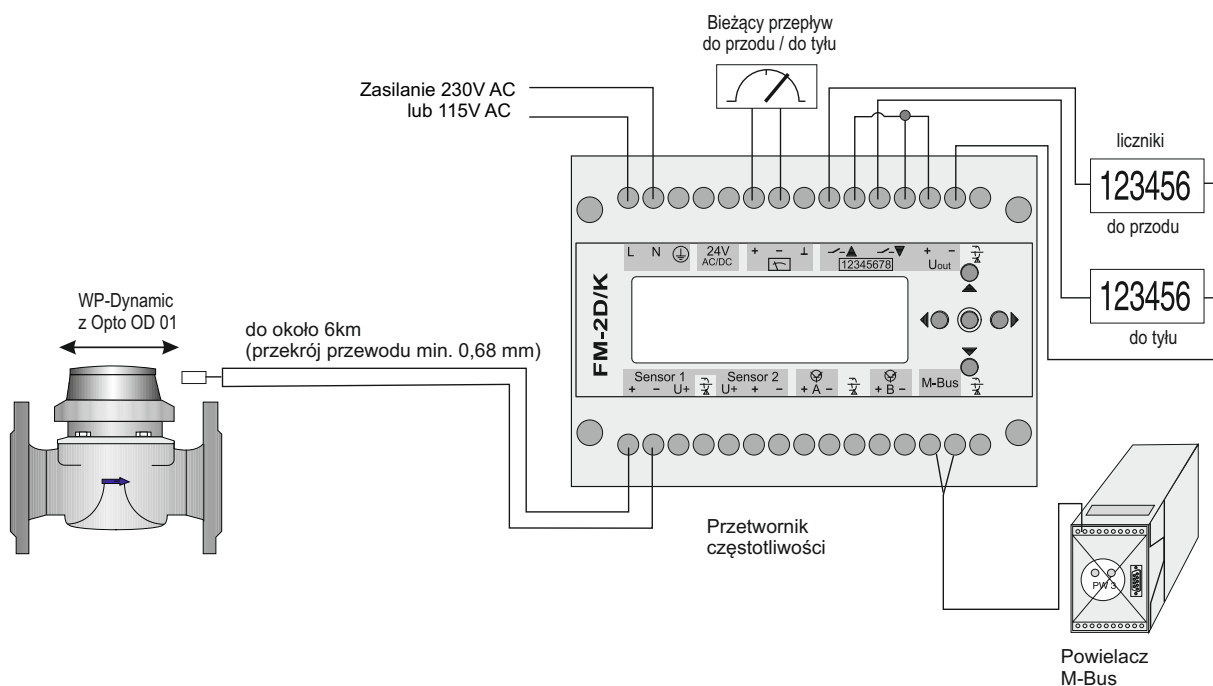 Bieżący przepływ
do przodu / do tyłu
Zasilanie 230V AC
lub 115V AC
liczniki
123456
do przodu
123456
do tyłu
L N 24V AC/DC + - ⊥ 12345678 + - Uout
FM-2D/K
Sensor 1 + - U+
Sensor 2 U+ + -
+ A -
+ B -
M-Bus
WP-Dynamic
z Opto OD 01
do około 6km
(przekrój przewodu min. 0,68 mm)
Przetwornik
częstotliwości
PW 3
Powielacz
M-Bus